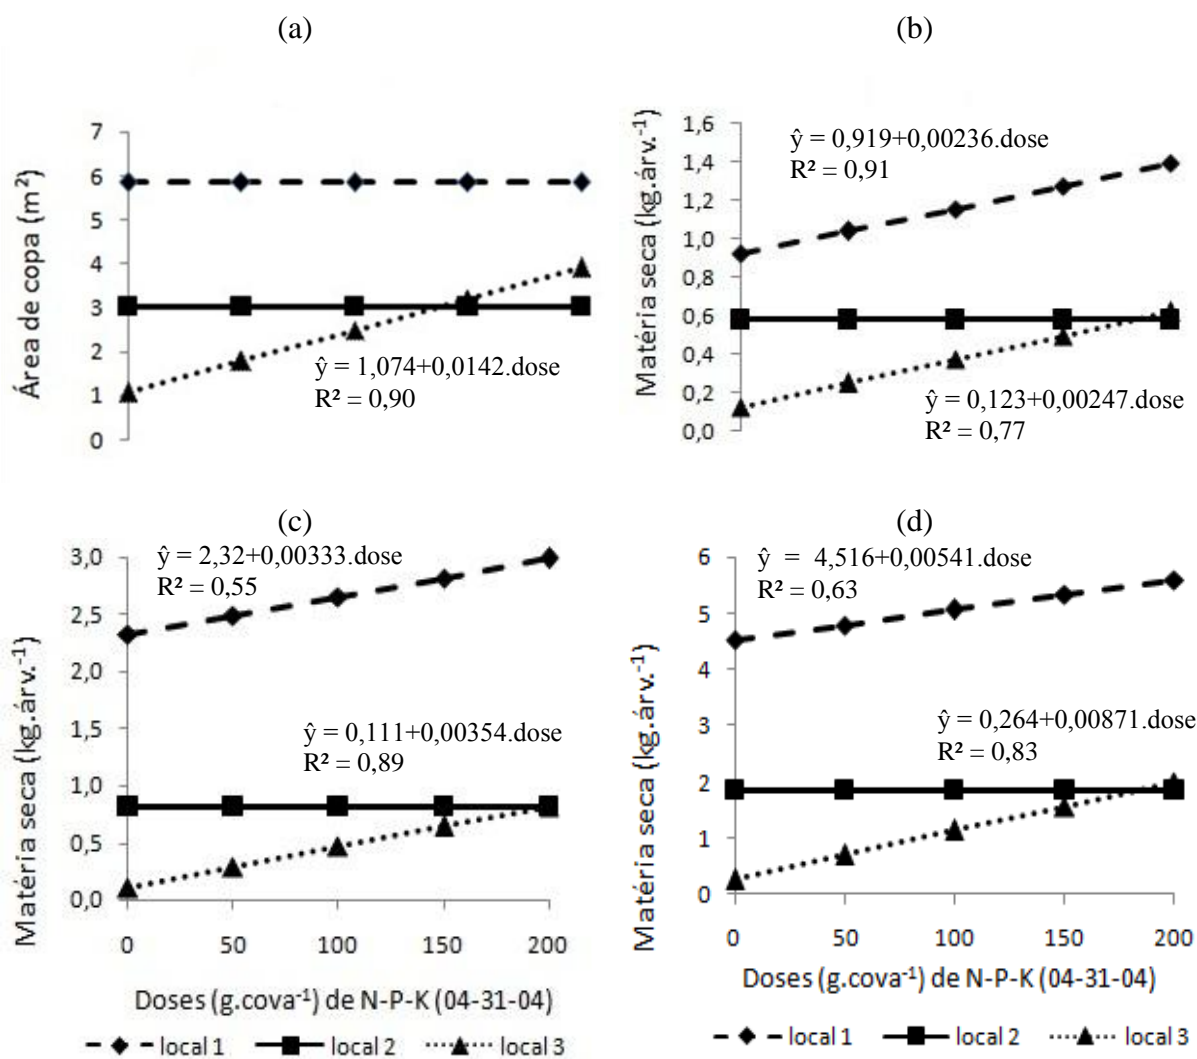 (a)
Área de copa (m²)
7
6
5
4
3
2
1
0
ŷ = 1,074+0,0142.dose
R² = 0,90
(b)
Matéria seca (kg.árv.⁻¹)
1,6
1,4
1,2
1,0
0,8
0,6
0,4
0,2
0,0
ŷ = 0,919+0,00236.dose
R² = 0,91
ŷ = 0,123+0,00247.dose
R² = 0,77
(c)
Matéria seca (kg.árv.⁻¹)
3,0
2,5
2,0
1,5
1,0
0,5
0,0
ŷ = 2,32+0,00333.dose
R² = 0,55
ŷ = 0,111+0,00354.dose
R² = 0,89
0 50 100 150 200
Doses (g.cova⁻¹) de N-P-K (04-31-04)
local 1 local 2 local 3
(d)
Matéria seca (kg.árv.⁻¹)
6
5
4
3
2
1
0
ŷ = 4,516+0,00541.dose
R² = 0,63
ŷ = 0,264+0,00871.dose
R² = 0,83
0 50 100 150 200
Doses (g.cova⁻¹) de N-P-K (04-31-04)
local 1 local 2 local 3